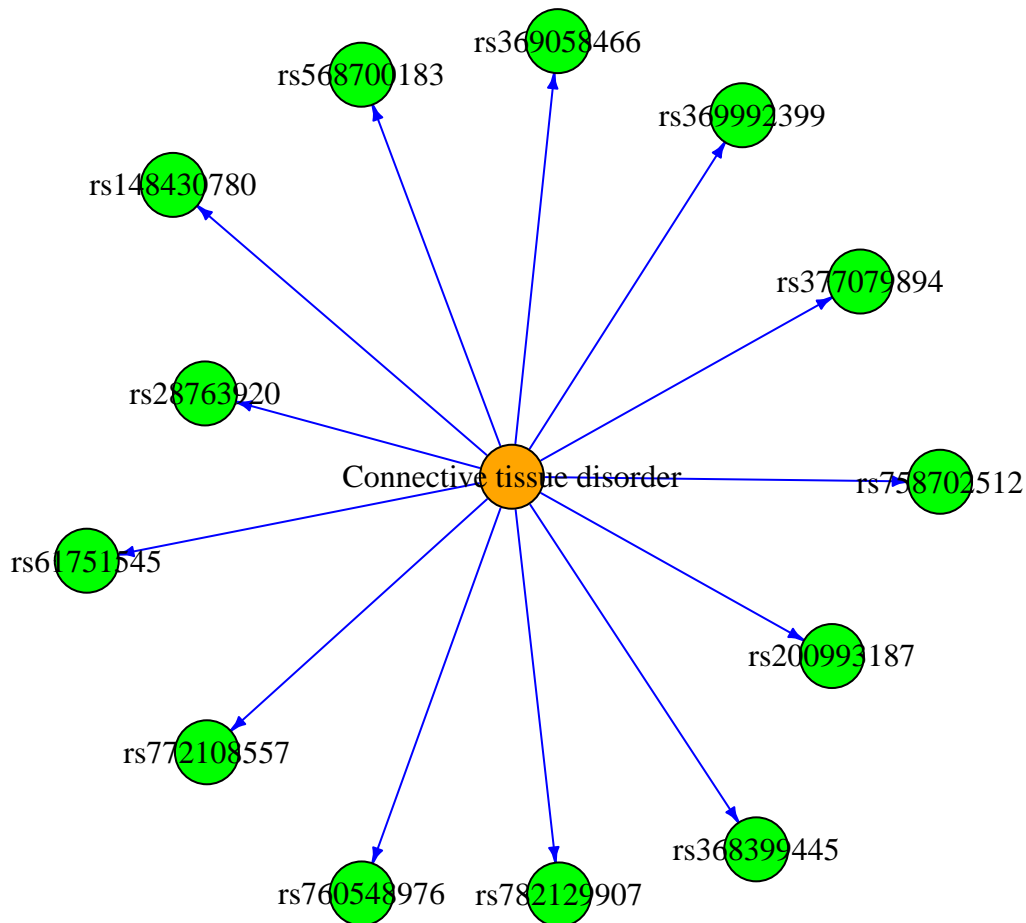 rs369058466
rs568700183
rs369992399
rs148430780
rs377079894
rs28763920
Connective tissue disorder
rs758702512
rs61751545
rs200993187
rs772108557
rs368399445
rs760548976
rs782129907